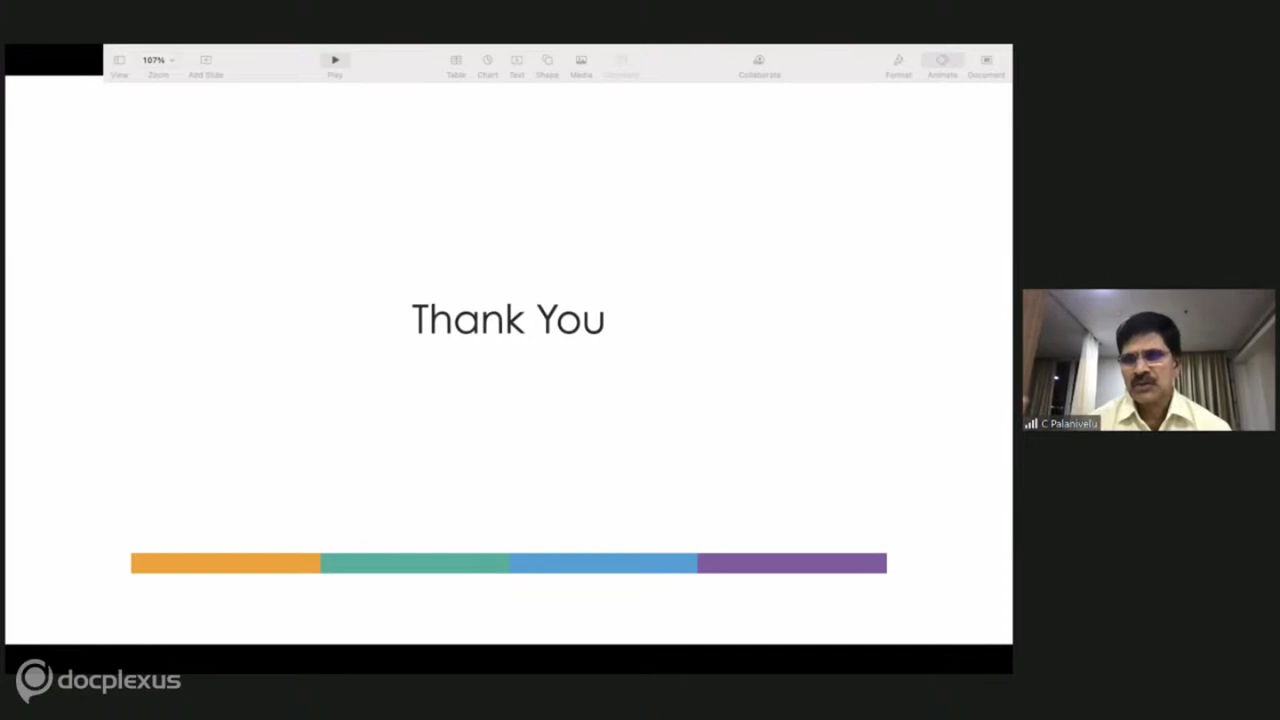 107%
View Zoom Add Slide Play Table Chart Text Shape Media Comment Collaborate Format Animate Document
Thank You
C Palanivelu
docplexus